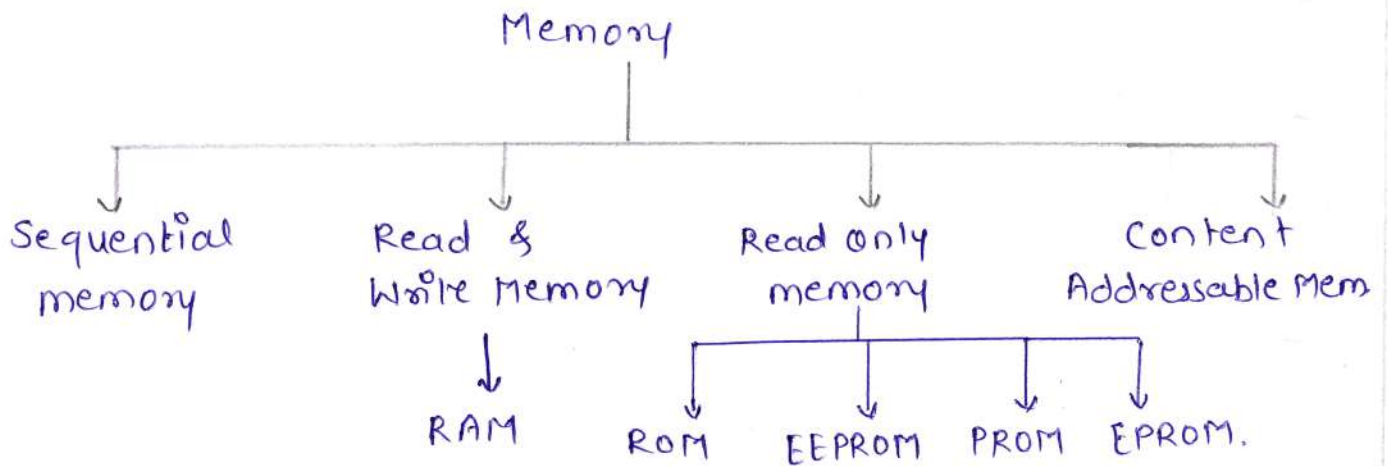 Memory
Sequential memory
Read & Write Memory
Read only memory
Content Addressable Mem
RAM
ROM EEPROM PROM EPROM.